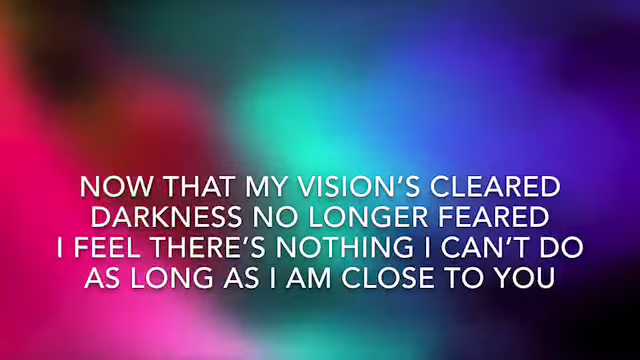 NOW THAT MY VISION’S CLEARED
DARKNESS NO LONGER FEARED
I FEEL THERE’S NOTHING I CAN’T DO
AS LONG AS I AM CLOSE TO YOU